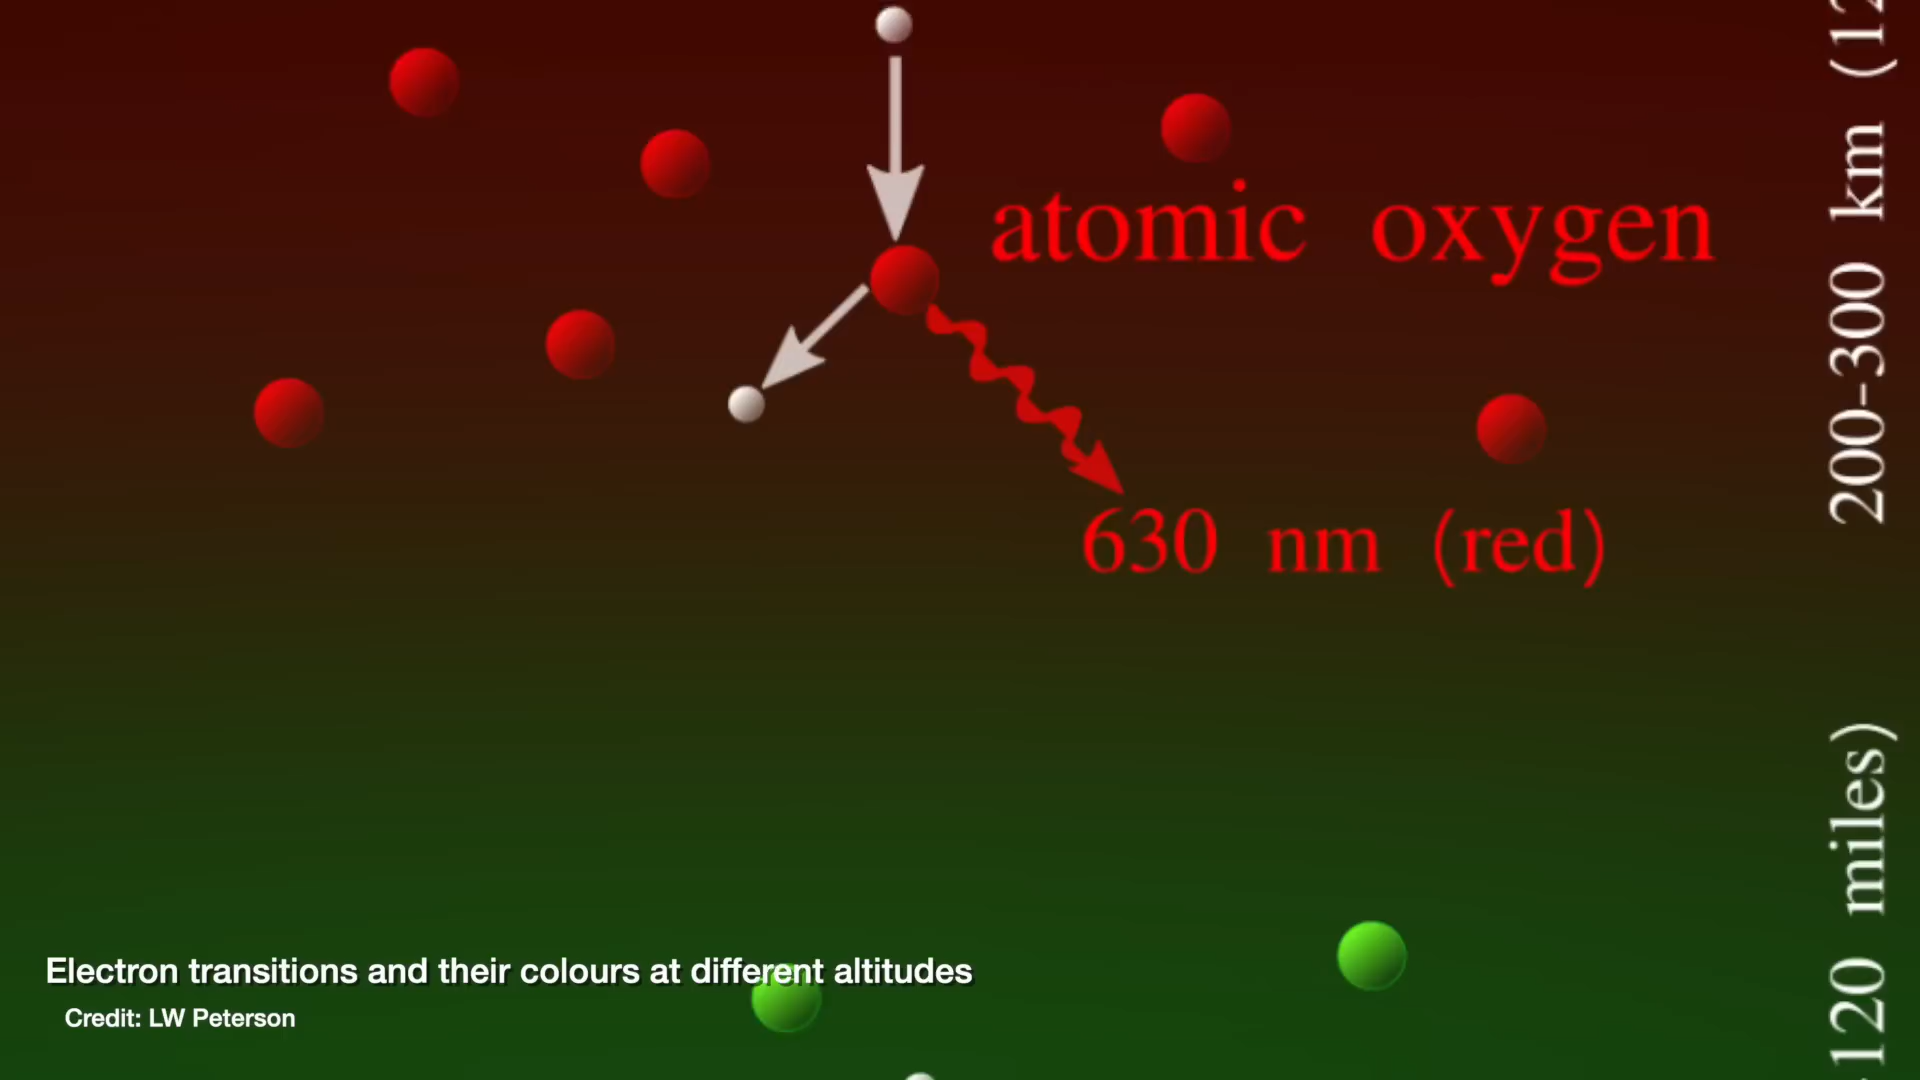 atomic oxygen
630 nm (red)
200-300 km (12
120 miles)
Electron transitions and their colours at different altitudes
Credit: LW Peterson